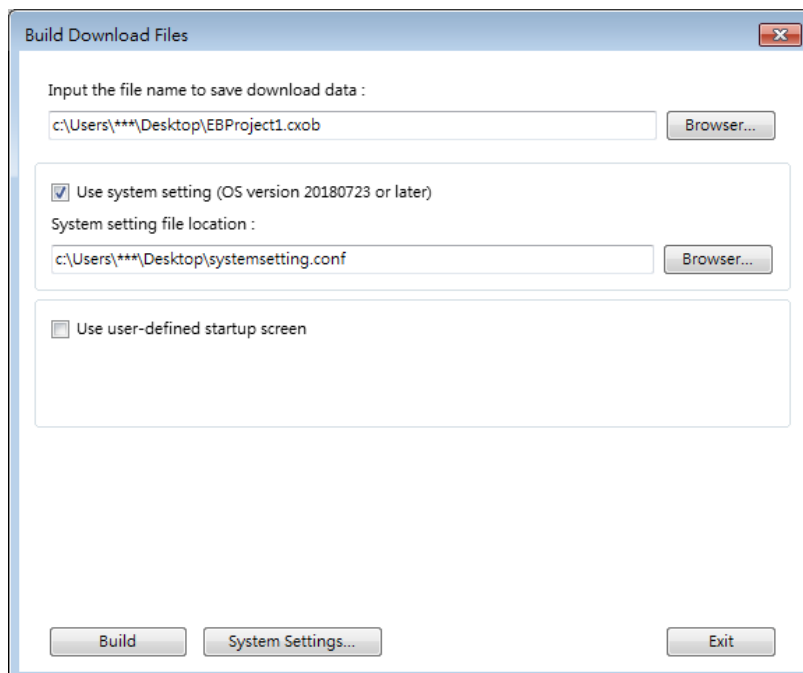 Build Download Files
Input the file name to save download data :
c:\Users\***\Desktop\EBProject1.cxob
Browser...
Use system setting (OS version 20180723 or later)
System setting file location :
c:\Users\***\Desktop\systemsetting.conf
Browser...
Use user-defined startup screen
Build
System Settings...
Exit